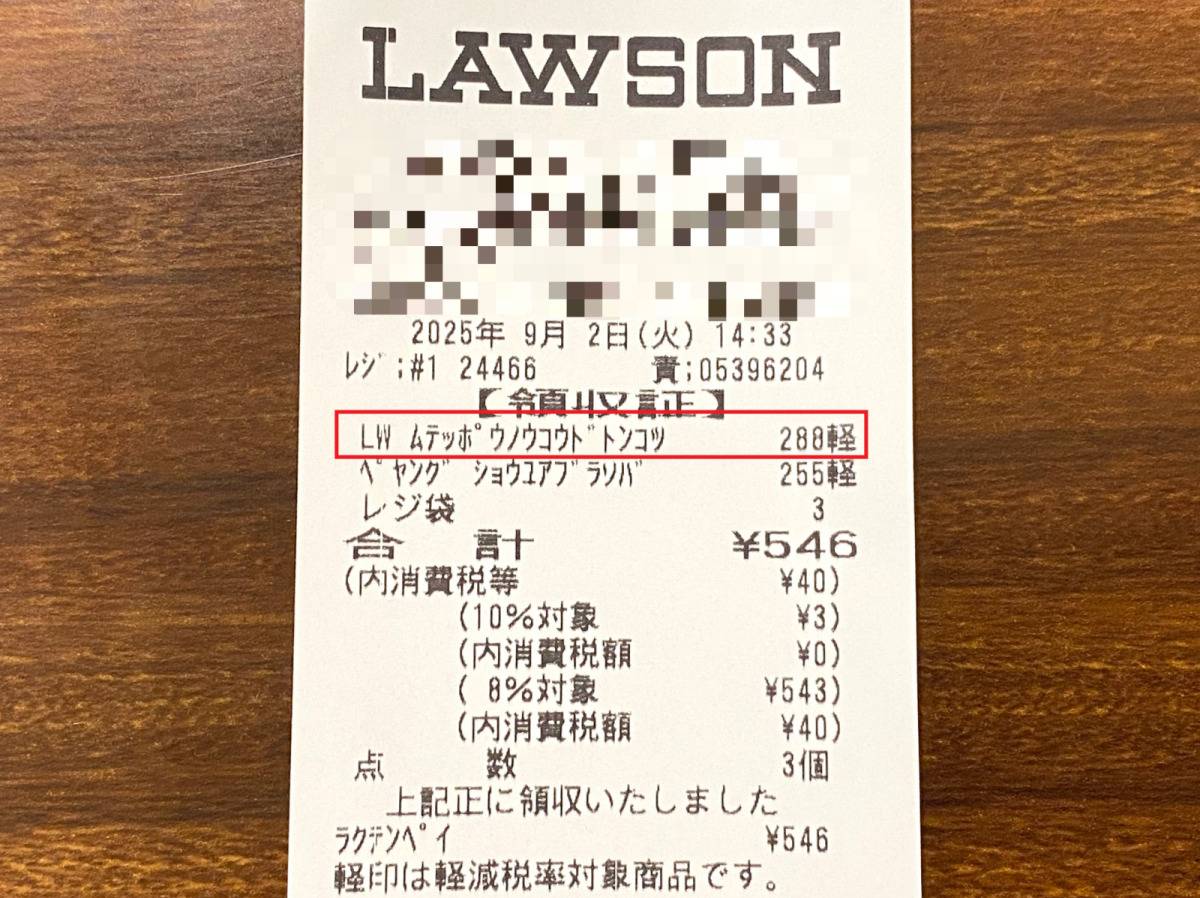 LAWSON
2025年 9月 2日(火) 14:33
ﾚｼﾞ;#1 24466 責;05396204
【領収証】
LW ﾑﾃｯﾎﾟｳﾉｳｺｳﾄﾞﾄﾝｺﾂ 288軽
ﾍﾟﾔﾝｸﾞ ｼｮｳﾕｱﾌﾞﾗｿﾊﾞ 255軽
レジ袋 3
合 計 ¥546
(内消費税等 ¥40)
(10%対象 ¥3)
(内消費税額 ¥0)
( 8%対象 ¥543)
(内消費税額 ¥40)
点 数 3個
上記正に領収いたしました
ﾗｸﾃﾝﾍﾟｲ ¥546
軽印は軽減税率対象商品です。